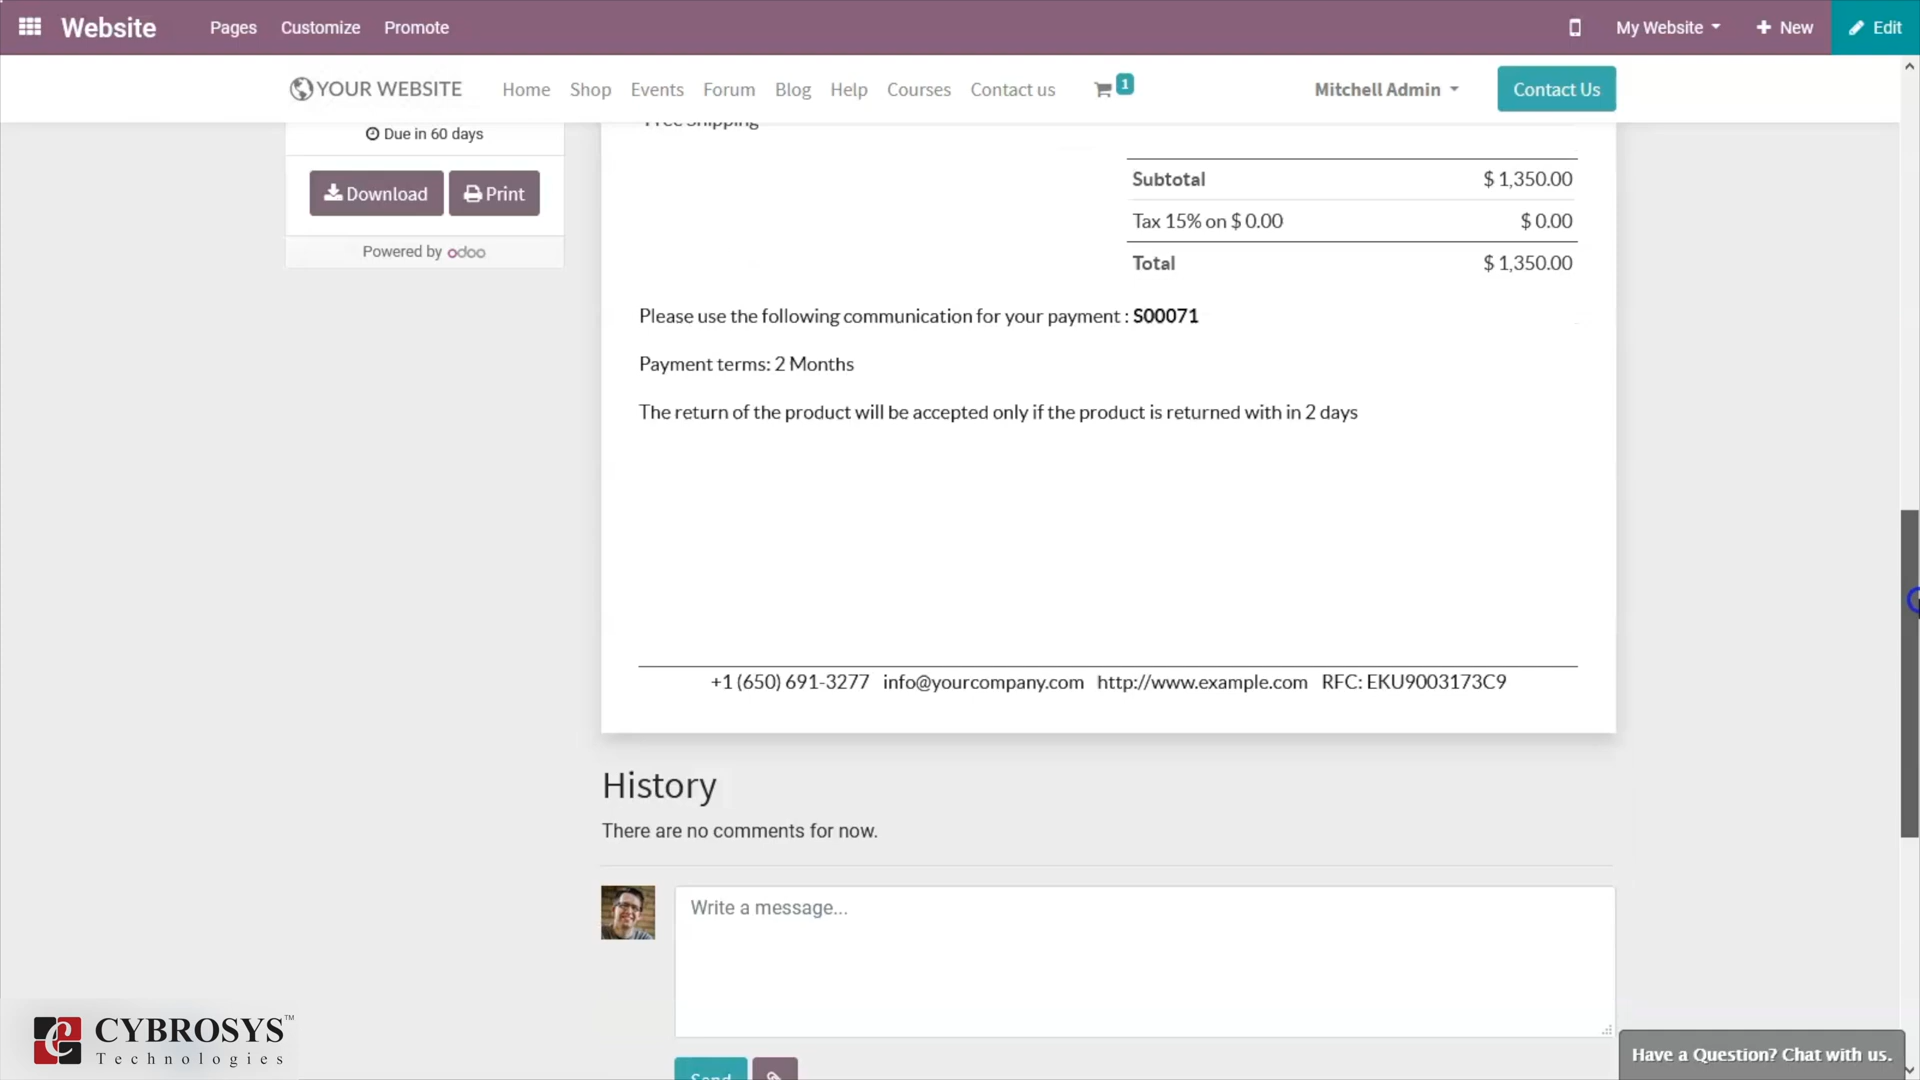 Website Pages Customize Promote My Website New Edit
YOUR WEBSITE Home Shop Events Forum Blog Help Courses Contact us 1 Mitchell Admin Contact Us
Free Shipping
Due in 60 days
Download Print
Powered by odoo
Subtotal $ 1,350.00
Tax 15% on $ 0.00 $ 0.00
Total $ 1,350.00
Please use the following communication for your payment : S00071
Payment terms: 2 Months
The return of the product will be accepted only if the product is returned with in 2 days
+1 (650) 691-3277 info@yourcompany.com http://www.example.com RFC: EKU9003173C9
History
There are no comments for now.
Write a message...
Send
CYBROSYS™
Technologies
Have a Question? Chat with us.